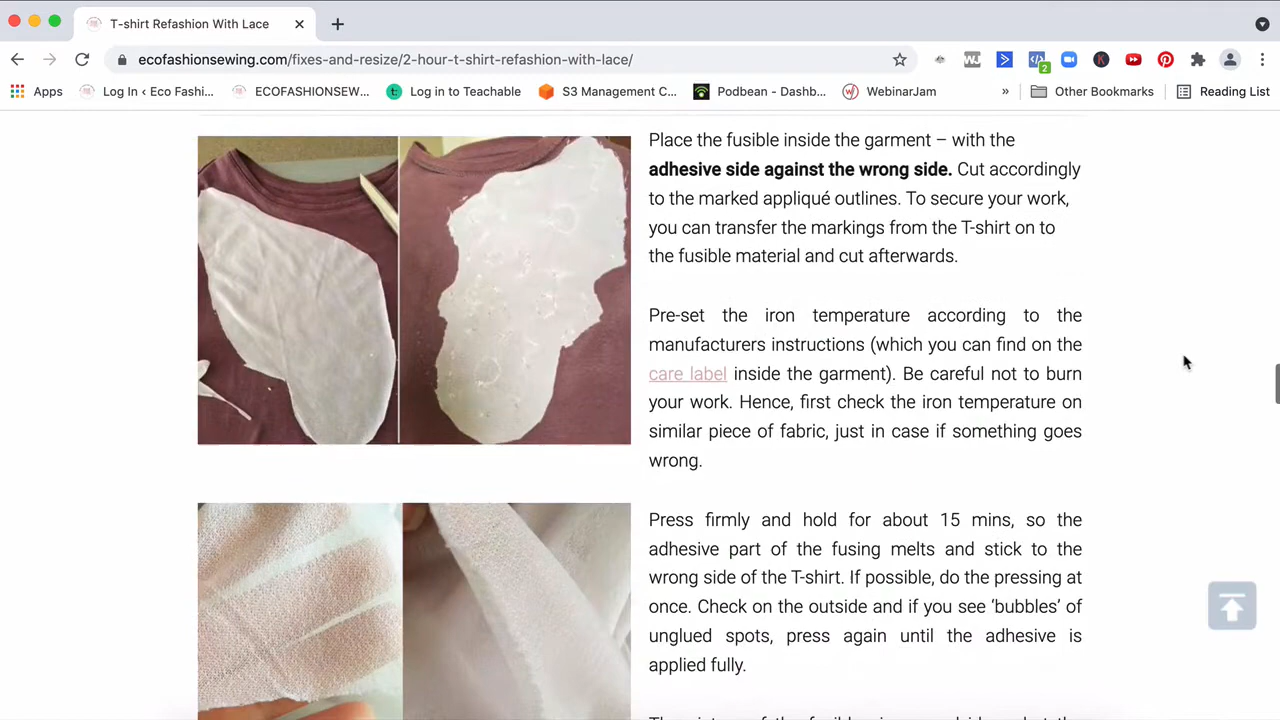 T-shirt Refashion With Lace
ecofashionsewing.com/fixes-and-resize/2-hour-t-shirt-refashion-with-lace/
WJ
2
K
Apps
Log In ‹ Eco Fashi...
ECOFASHIONSEW...
Log in to Teachable
S3 Management C...
Podbean - Dashb...
WebinarJam
»
Other Bookmarks
Reading List
Place the fusible inside the garment – with the
adhesive side against the wrong side. Cut accordingly
to the marked appliqué outlines. To secure your work,
you can transfer the markings from the T-shirt on to
the fusible material and cut afterwards.
Pre-set the iron temperature according to the
manufacturers instructions (which you can find on the
care label inside the garment). Be careful not to burn
your work. Hence, first check the iron temperature on
similar piece of fabric, just in case if something goes
wrong.
Press firmly and hold for about 15 mins, so the
adhesive part of the fusing melts and stick to the
wrong side of the T-shirt. If possible, do the pressing at
once. Check on the outside and if you see ‘bubbles’ of
unglued spots, press again until the adhesive is
applied fully.